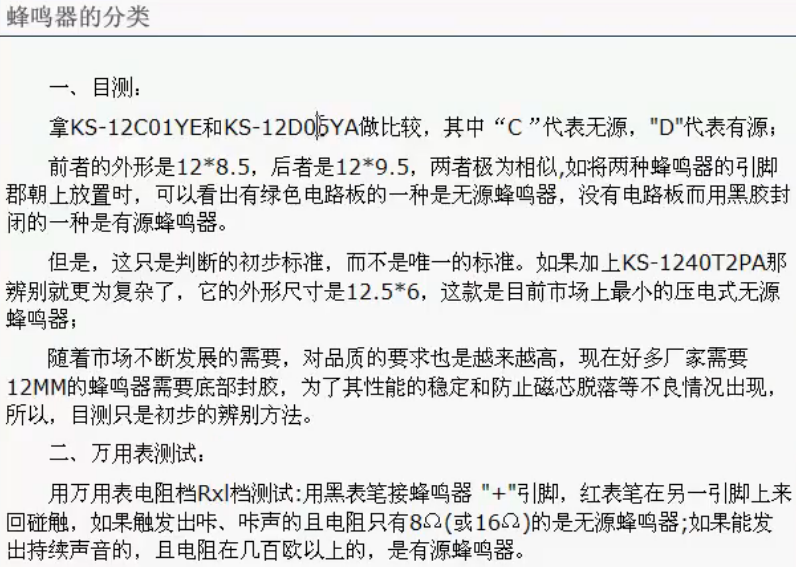 蜂鸣器的分类
一、目测：
拿KS-12C01YE和KS-12D05YA做比较，其中“C ”代表无源，"D"代表有源；
前者的外形是12*8.5，后者是12*9.5，两者极为相似,如将两种蜂鸣器的引脚
郡朝上放置时，可以看出有绿色电路板的一种是无源蜂鸣器，没有电路板而用黑胶封
闭的一种是有源蜂鸣器。
但是，这只是判断的初步标准，而不是唯一的标准。如果加上KS-1240T2PA那
辨别就更为复杂了，它的外形尺寸是12.5*6，这款是目前市场上最小的压电式无源
蜂鸣器；
随着市场不断发展的需要，对品质的要求也是越来越高，现在好多厂家需要
12MM的蜂鸣器需要底部封胶，为了其性能的稳定和防止磁芯脱落等不良情况出现，
所以，目测只是初步的辨别方法。
二、万用表测试：
用万用表电阻档Rxl档测试:用黑表笔接蜂鸣器 "+"引脚，红表笔在另一引脚上来
回碰触，如果触发出咔、咔声的且电阻只有8Ω(或16Ω)的是无源蜂鸣器;如果能发
出持续声音的，且电阻在几百欧以上的，是有源蜂鸣器。